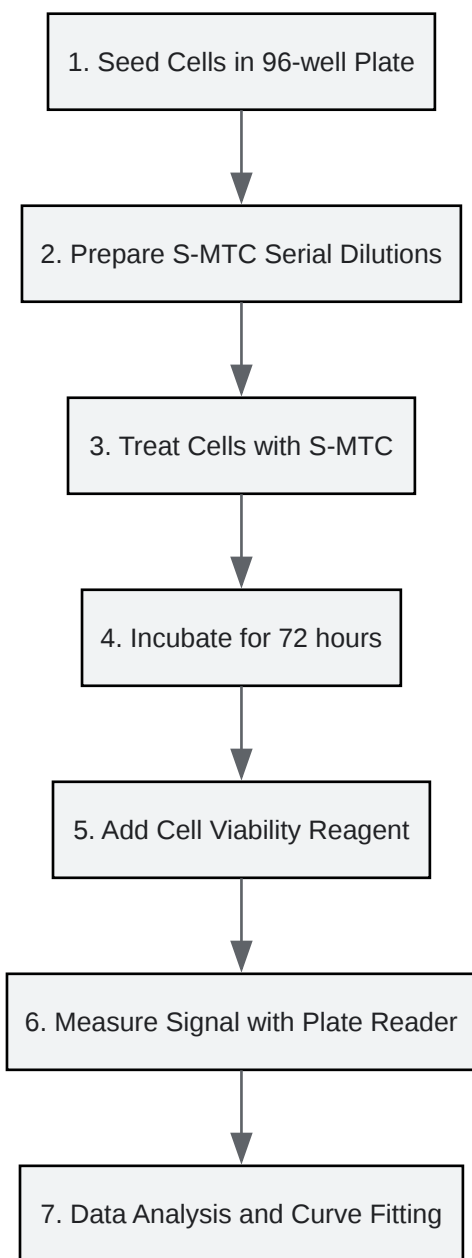 1. Seed Cells in 96-well Plate
2. Prepare S-MTC Serial Dilutions
3. Treat Cells with S-MTC
4. Incubate for 72 hours
5. Add Cell Viability Reagent
6. Measure Signal with Plate Reader
7. Data Analysis and Curve Fitting